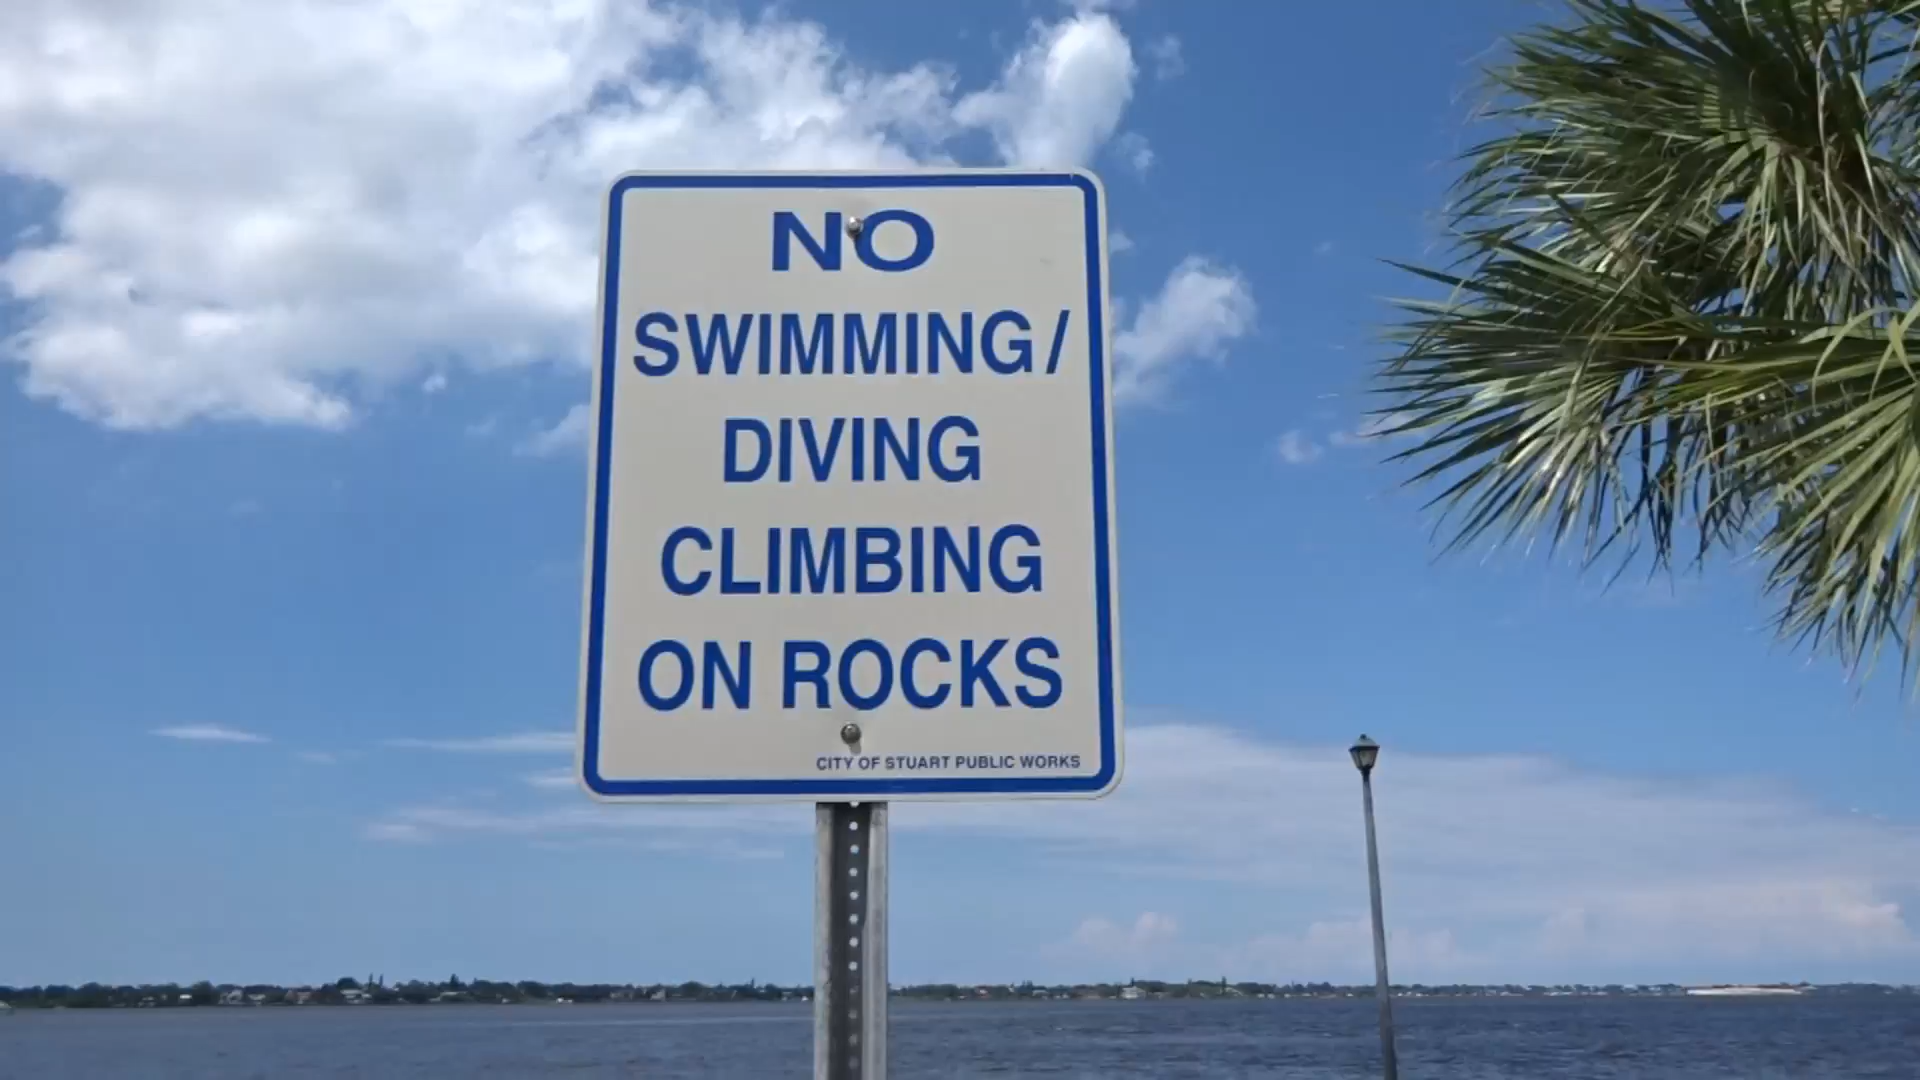 NO
SWIMMING/
DIVING
CLIMBING
ON ROCKS
CITY OF STUART PUBLIC WORKS